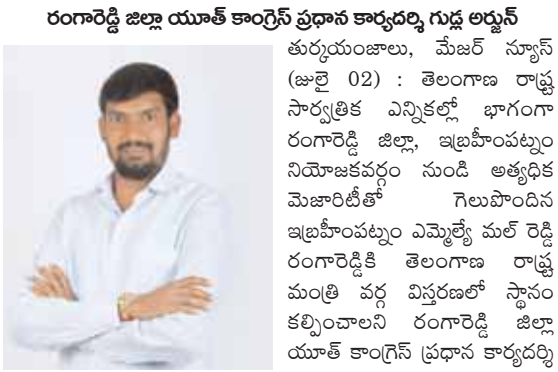 రంగారెడ్డి జిల్లా యూత్ కాంగ్రెస్ ప్రధాన కార్యదర్శి గుడ్ల అర్జున్
తుర్కయంజాలు, మేజర్ న్యూస్
(జులై 02) : తెలంగాణ రాష్ట్ర
సార్వత్రిక ఎన్నికల్లో భాగంగా
రంగారెడ్డి జిల్లా, ఇబ్రహీంపట్నం
నియోజకవర్గం నుండి అత్యధిక
మెజారిటీతో గెలుపొందిన
ఇబ్రహీంపట్నం ఎమ్మెల్యే మల్ రెడ్డి
రంగారెడ్డికి తెలంగాణ రాష్ట్ర
మంత్రి వర్గ విస్తరణలో స్థానం
కల్పించాలని రంగారెడ్డి జిల్లా
యూత్ కాంగ్రెస్ ప్రధాన కార్యదర్శి